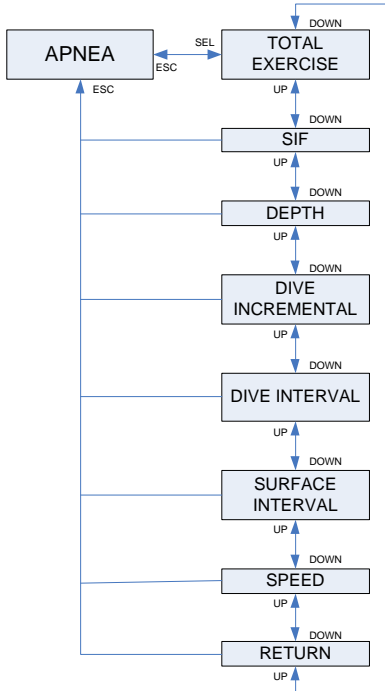 DOWN
APNEA
SEL
ESC
TOTAL
EXERCISE
ESC
UP
DOWN
SIF
UP
DOWN
DEPTH
UP
DOWN
DIVE
INCREMENTAL
UP
DOWN
DIVE INTERVAL
UP
DOWN
SURFACE
INTERVAL
UP
DOWN
SPEED
UP
DOWN
RETURN
UP